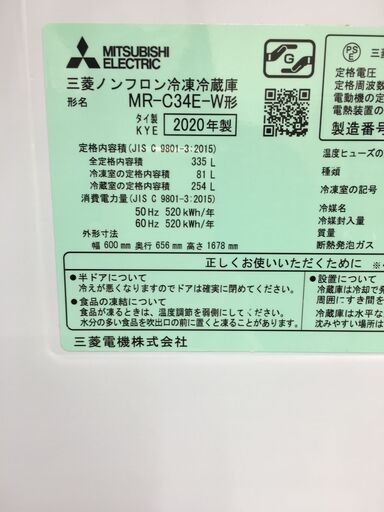 MITSUBISHI
ELECTRIC
三菱ノンフロン冷凍冷蔵庫
形名 MR-C34E-W形
タイ製
KYE
2020年製
定格内容積(JIS C 9801-3:2015)
全定格内容積 335 L
冷凍室の定格内容積 81 L
冷蔵室の定格内容積 254 L
消費電力量(JIS C 9801-3:2015)
50Hz 520 kWh/年
60Hz 520 kWh/年
外形寸法
幅 600mm 奥行 656mm 高さ 1678mm
G
PS
E
三菱
定格電圧
定格周波数
電動機の定
電熱装置の
製造番号
温度ヒューズの
種類
冷凍室の記号
冷媒名
冷媒封入量
質量
断熱発泡ガス
正しくお使いいただくために
●半ドアについて
冷えが悪くなりますのでドアは確実に閉めてください。
●食品の凍結について
食品が凍るときは、温度調節を弱側にしてください。
水分の多い食品を吹出口の前に置くと凍ることがあります。
●設置について
冷蔵庫は冷却で発
周囲にすき間を
冷蔵庫は水平な
沈みやすい場所は
三菱電機株式会社